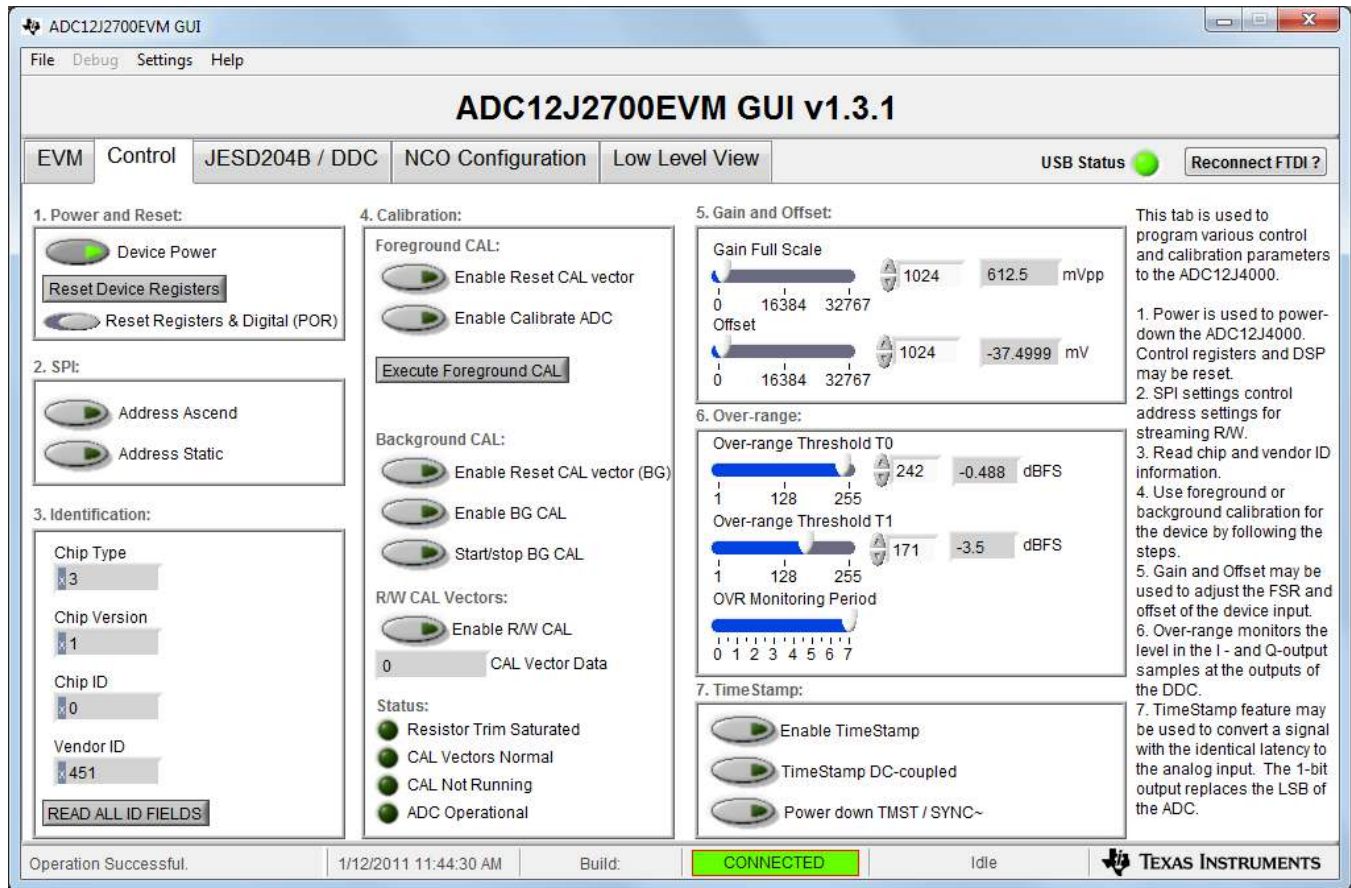 ADC12J2700EVM GUI
File Debug Settings Help
ADC12J2700EVM GUI v1.3.1
EVM Control JESD204B / DDC NCO Configuration Low Level View USB Status Reconnect FTDI ?
1. Power and Reset:
Device Power
Reset Device Registers
Reset Registers & Digital (POR)
2. SPI:
Address Ascend
Address Static
3. Identification:
Chip Type
x 3
Chip Version
x 1
Chip ID
x 0
Vendor ID
x 451
READ ALL ID FIELDS
4. Calibration:
Foreground CAL:
Enable Reset CAL vector
Enable Calibrate ADC
Execute Foreground CAL
Background CAL:
Enable Reset CAL vector (BG)
Enable BG CAL
Start/stop BG CAL
R/W CAL Vectors:
Enable R/W CAL
0 CAL Vector Data
Status:
Resistor Trim Saturated
CAL Vectors Normal
CAL Not Running
ADC Operational
5. Gain and Offset:
Gain Full Scale
1024 612.5 mVpp
0 16384 32767
Offset
1024 -37.4999 mV
0 16384 32767
6. Over-range:
Over-range Threshold T0
242 -0.488 dBFS
1 128 255
Over-range Threshold T1
171 -3.5 dBFS
1 128 255
OVR Monitoring Period
0 1 2 3 4 5 6 7
7. TimeStamp:
Enable TimeStamp
TimeStamp DC-coupled
Power down TMST / SYNC~
This tab is used to
program various control
and calibration parameters
to the ADC12J4000.
1. Power is used to power-
down the ADC12J4000.
Control registers and DSP
may be reset.
2. SPI settings control
address settings for
streaming R/W.
3. Read chip and vendor ID
information.
4. Use foreground or
background calibration for
the device by following the
steps.
5. Gain and Offset may be
used to adjust the FSR and
offset of the device input.
6. Over-range monitors the
level in the I - and Q-output
samples at the outputs of
the DDC.
7. TimeStamp feature may
be used to convert a signal
with the identical latency to
the analog input. The 1-bit
output replaces the LSB of
the ADC.
Operation Successful. 1/12/2011 11:44:30 AM Build: CONNECTED Idle TEXAS INSTRUMENTS